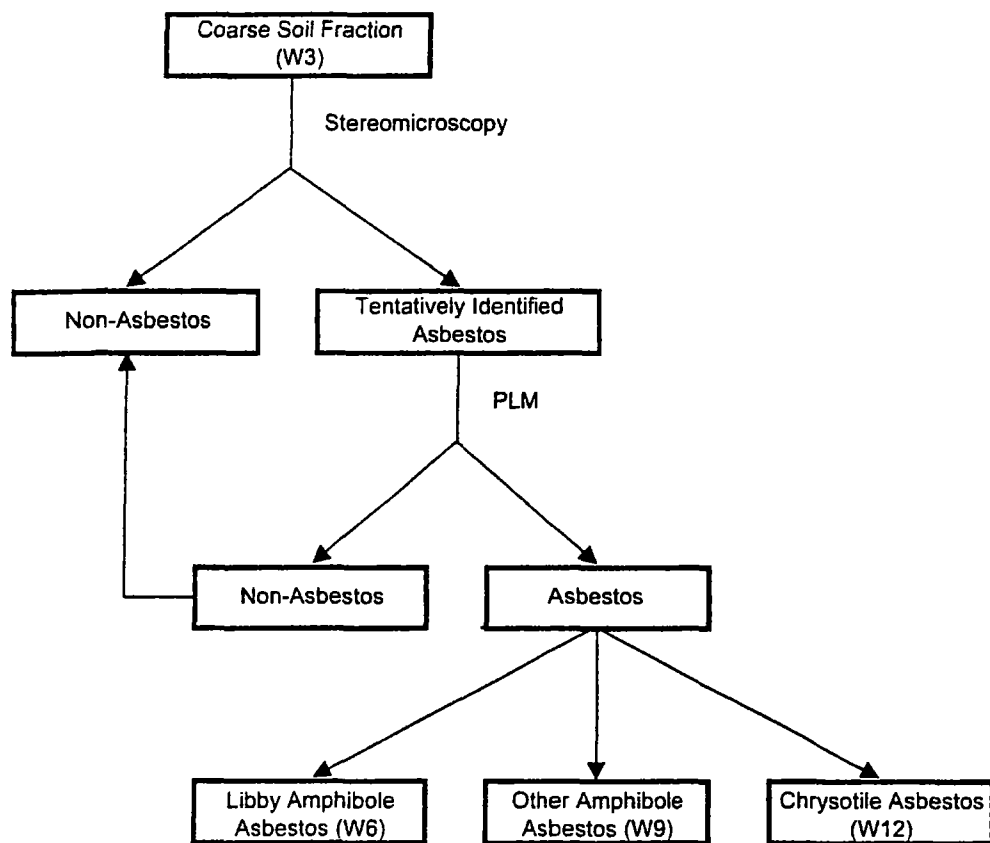 Coarse Soil Fraction
(W3)
Stereomicroscopy
Non-Asbestos
Tentatively Identified
Asbestos
PLM
Non-Asbestos
Asbestos
Libby Amphibole
Asbestos (W6)
Other Amphibole
Asbestos (W9)
Chrysotile Asbestos
(W12)